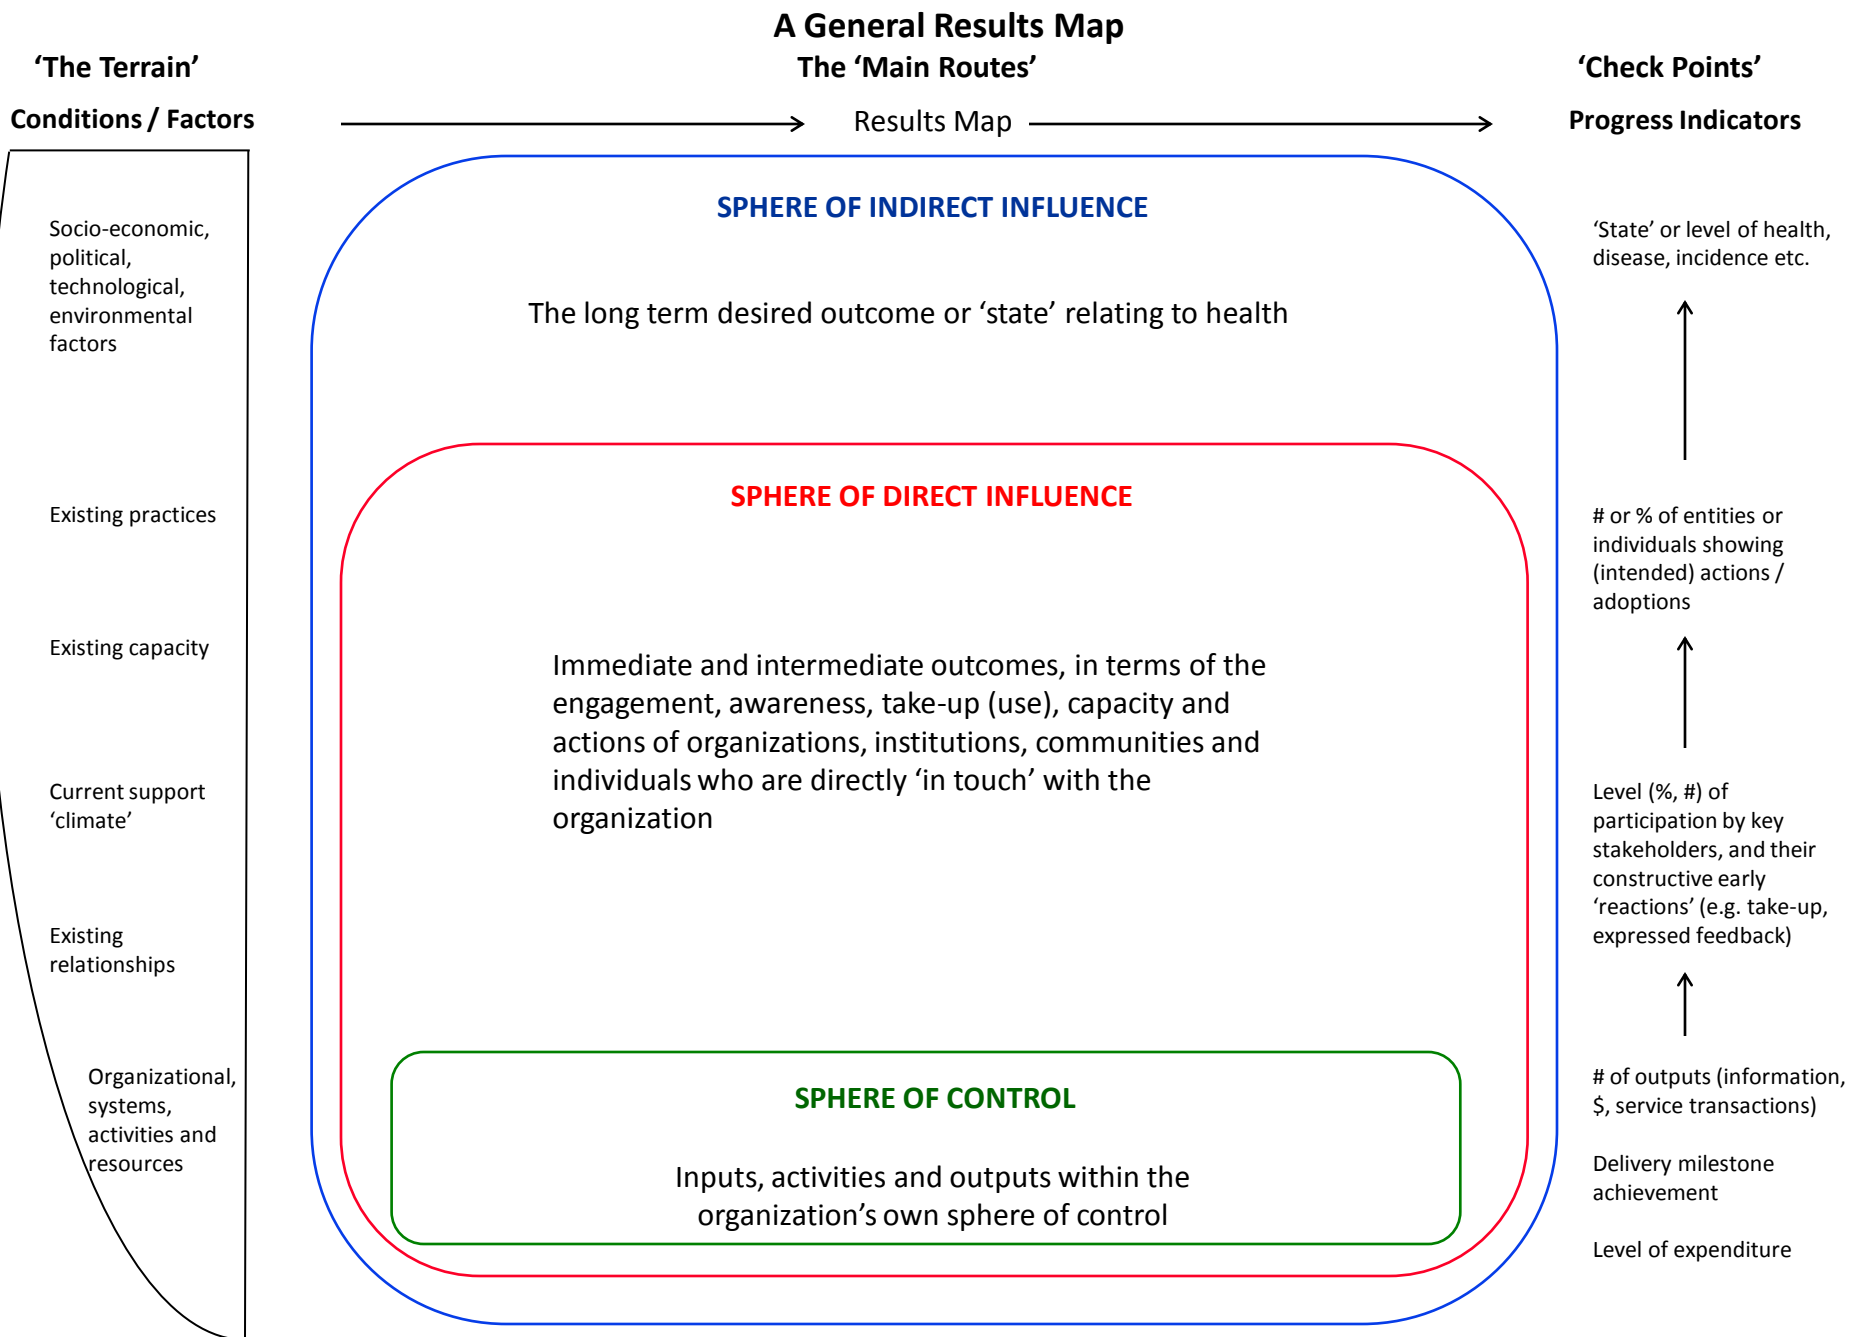 A General Results Map
‘The Terrain’
The ‘Main Routes’
‘Check Points’
Conditions / Factors
Results Map
Progress Indicators
Socio-economic,
political,
technological,
environmental
factors
Existing practices
Existing capacity
Current support
‘climate’
Existing
relationships
Organizational,
systems,
activities and
resources
SPHERE OF INDIRECT INFLUENCE
The long term desired outcome or ‘state’ relating to health
SPHERE OF DIRECT INFLUENCE
Immediate and intermediate outcomes, in terms of the
engagement, awareness, take-up (use), capacity and
actions of organizations, institutions, communities and
individuals who are directly ‘in touch’ with the
organization
SPHERE OF CONTROL
Inputs, activities and outputs within the
organization’s own sphere of control
‘State’ or level of health,
disease, incidence etc.
# or % of entities or
individuals showing
(intended) actions /
adoptions
Level (%, #) of
participation by key
stakeholders, and their
constructive early
‘reactions’ (e.g. take-up,
expressed feedback)
# of outputs (information,
$, service transactions)
Delivery milestone
achievement
Level of expenditure